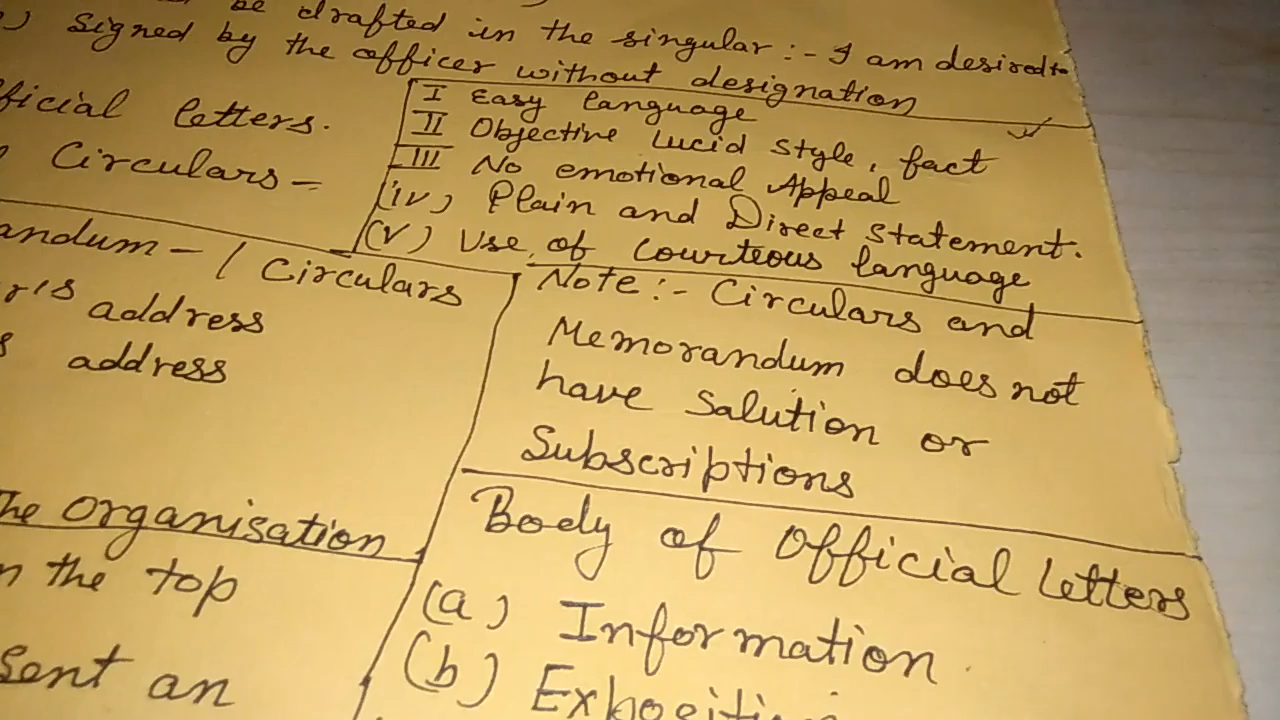 be drafted in the singular :- I am desired to
Signed by the officer without designation
I Easy language
II Objective Lucid Style, fact
III No emotional Appeal
(iv) Plain and Direct Statement.
(v) Use of Courteous language
letters.
Circulars -
/ Circulars
address
address
Note :- Circulars and
Memorandum does not
have Salution or
Subscriptions
The Organisation
the top
Sent an
Body of Official Letters
(a) Information
(b)